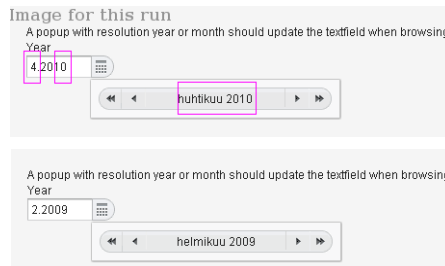 Image for this run
A popup with resolution year or month should update the textfield when browsing
Year
4.2010
huhtikuu 2010
A popup with resolution year or month should update the textfield when browsing
Year
2.2009
helmikuu 2009